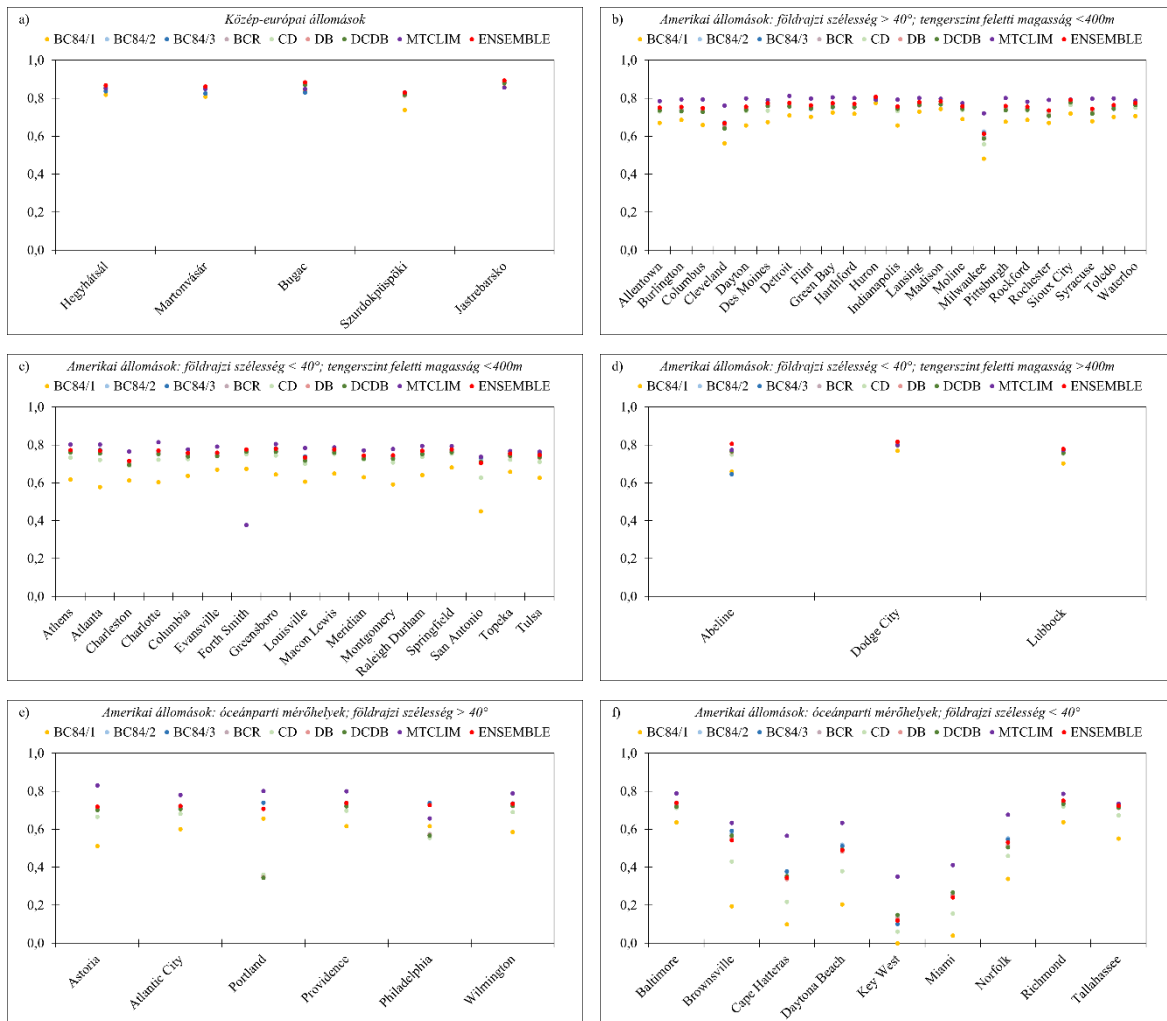 a) Közép-európai állomások
BC84/1 BC84/2 BC84/3 BCR CD DB DCDB MTCLIM ENSEMBLE
1,0
0,8
0,6
0,4
0,2
0,0
Hegyhátsál Martonvásár Bugac Szurdokpüspöki Jastrebarsko
b) Amerikai állomások: földrajzi szélesség > 40°; tengerszint feletti magasság <400m
BC84/1 BC84/2 BC84/3 BCR CD DB DCDB MTCLIM ENSEMBLE
1,0
0,8
0,6
0,4
0,2
0,0
Allentown Burlington Columbus Cleveland Dayton Des Moines Detroit Flint Green Bay Harthford Huron Indianapolis Lansing Madison Moline Milwaukee Pittsburgh Rockford Rochester Sioux City Syracuse Toledo Waterloo
c) Amerikai állomások: földrajzi szélesség < 40°; tengerszint feletti magasság <400m
BC84/1 BC84/2 BC84/3 BCR CD DB DCDB MTCLIM ENSEMBLE
1,0
0,8
0,6
0,4
0,2
0,0
Athens Atlanta Charleston Charlotte Columbia Evansville Forth Smith Greensboro Louisville Macon Lewis Meridian Montgomery Raleigh Durham Springfield San Antonio Topeka Tulsa
d) Amerikai állomások: földrajzi szélesség < 40°; tengerszint feletti magasság >400m
BC84/1 BC84/2 BC84/3 BCR CD DB DCDB MTCLIM ENSEMBLE
1,0
0,8
0,6
0,4
0,2
0,0
Abeline Dodge City Lubbock
e) Amerikai állomások: óceánparti mérőhelyek; földrajzi szélesség > 40°
BC84/1 BC84/2 BC84/3 BCR CD DB DCDB MTCLIM ENSEMBLE
1,0
0,8
0,6
0,4
0,2
0,0
Astoria Atlantic City Portland Providence Philadelphia Wilmington
f) Amerikai állomások: óceánparti mérőhelyek; földrajzi szélesség < 40°
BC84/1 BC84/2 BC84/3 BCR CD DB DCDB MTCLIM ENSEMBLE
1,0
0,8
0,6
0,4
0,2
0,0
Baltimore Brownsville Cape Hatteras Daytona Beach Key West Miami Norfolk Richmond Tallahassee